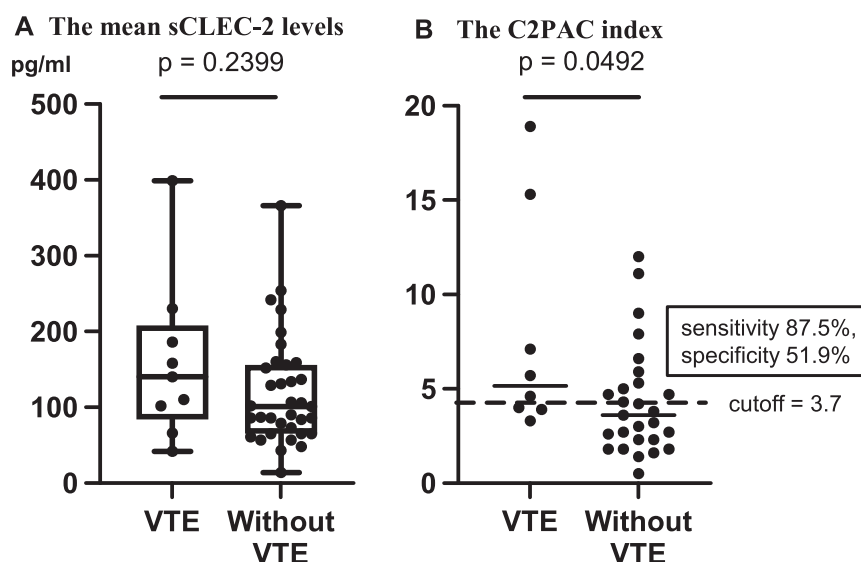 A The mean sCLEC-2 levels
pg/ml
p = 0.2399
500
400
300
200
100
0
VTE
Without
VTE
B The C2PAC index
p = 0.0492
20
15
10
5
0
sensitivity 87.5%,
specificity 51.9%
cutoff = 3.7
VTE
Without
VTE